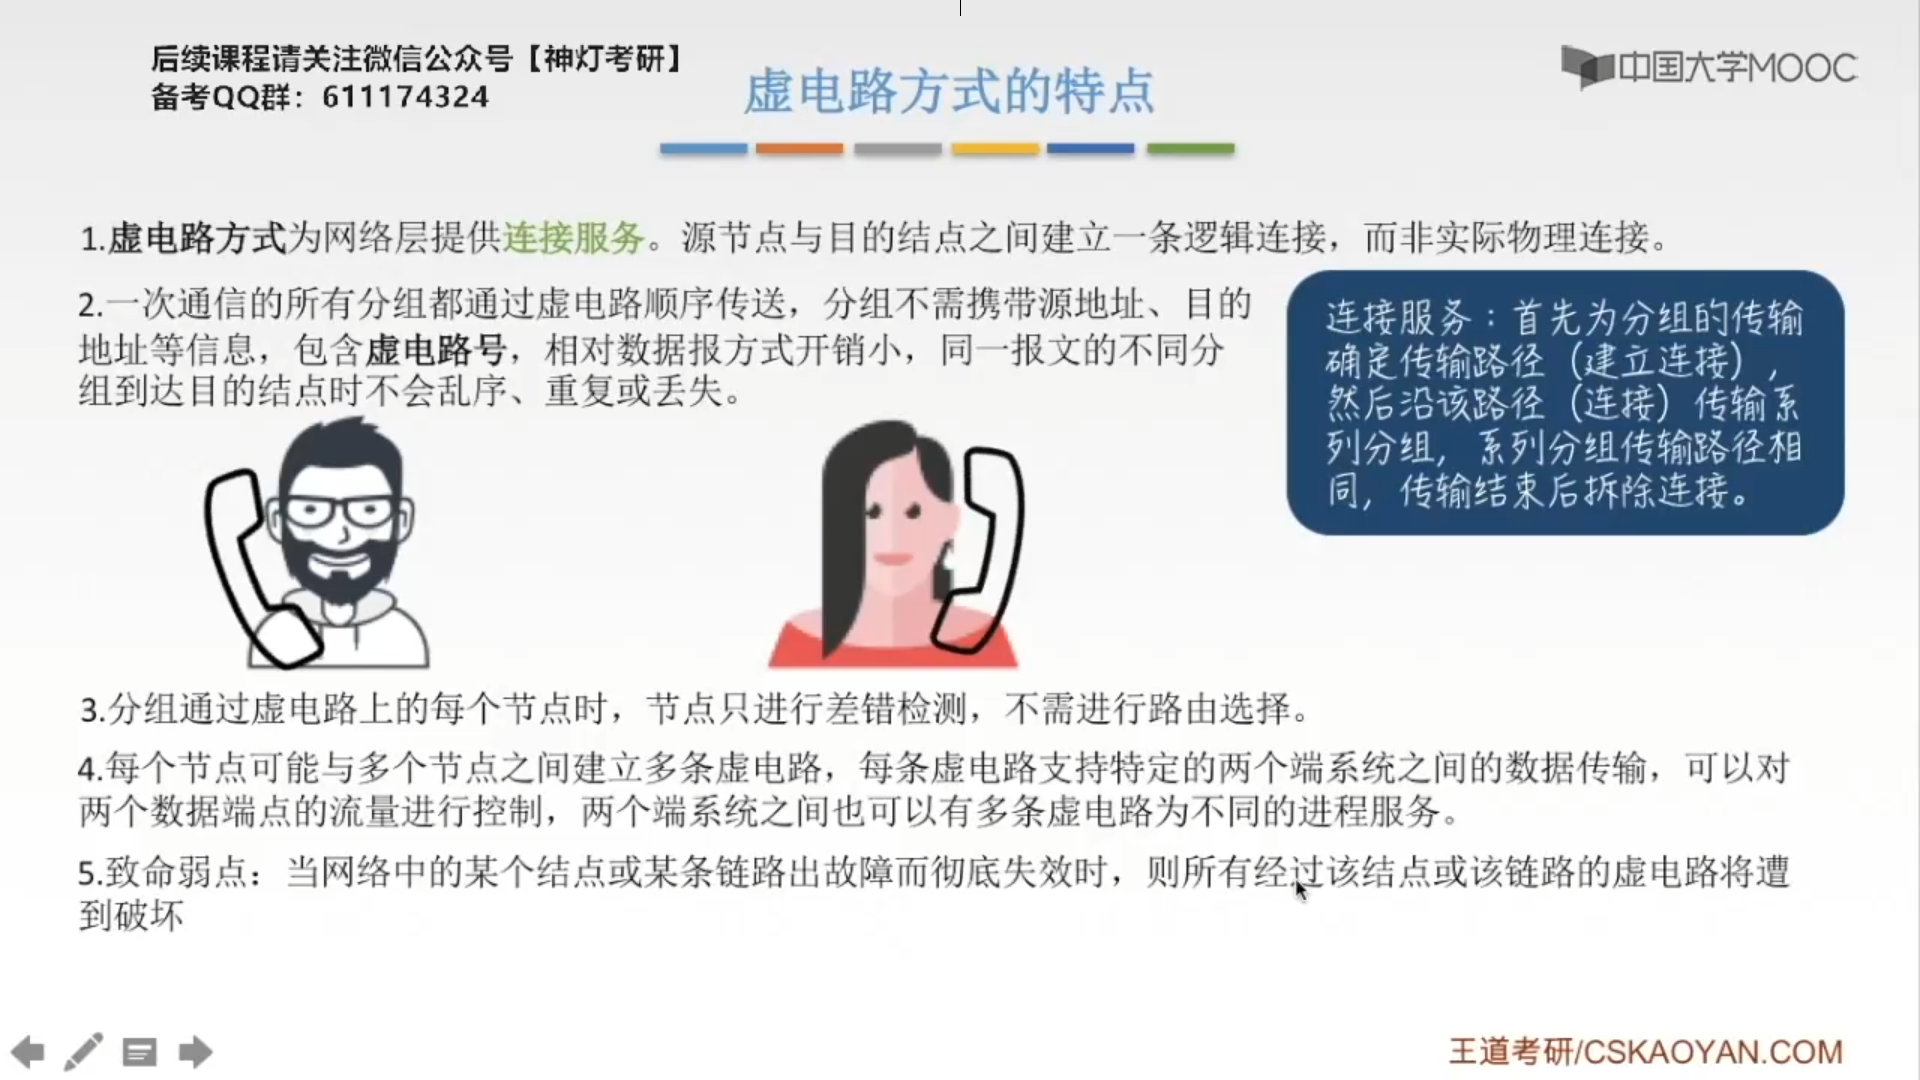 后续课程请关注微信公众号【神灯考研】
备考QQ群：611174324
中国大学MOOC
虚电路方式的特点
1.虚电路方式为网络层提供连接服务。源节点与目的结点之间建立一条逻辑连接，而非实际物理连接。
2.一次通信的所有分组都通过虚电路顺序传送，分组不需携带源地址、目的
地址等信息，包含虚电路号，相对数据报方式开销小，同一报文的不同分
组到达目的结点时不会乱序、重复或丢失。
连接服务：首先为分组的传输
确定传输路径（建立连接），
然后沿该路径（连接）传输系
列分组，系列分组传输路径相
同，传输结束后拆除连接。
3.分组通过虚电路上的每个节点时，节点只进行差错检测，不需进行路由选择。
4.每个节点可能与多个节点之间建立多条虚电路，每条虚电路支持特定的两个端系统之间的数据传输，可以对
两个数据端点的流量进行控制，两个端系统之间也可以有多条虚电路为不同的进程服务。
5.致命弱点：当网络中的某个结点或某条链路出故障而彻底失效时，则所有经过该结点或该链路的虚电路将遭
到破坏
王道考研/CSKAOYAN.COM